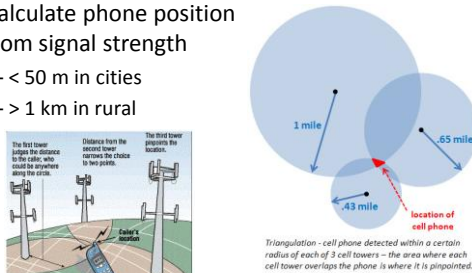 alculate phone position
om signal strength
- < 50 m in cities
- > 1 km in rural
The first tower
judges the distance
to the caller, who
could be anywhere
along the circle.
Distance from the
second tower
narrows the choice
to two points.
The third tower
pinpoints the
location.
Caller's
location
1 mile
.65 mile
.43 mile
location of
cell phone
Triangulation - cell phone detected within a certain
radius of each of 3 cell towers – the area where each
cell tower overlaps the phone is where it is pinpointed.